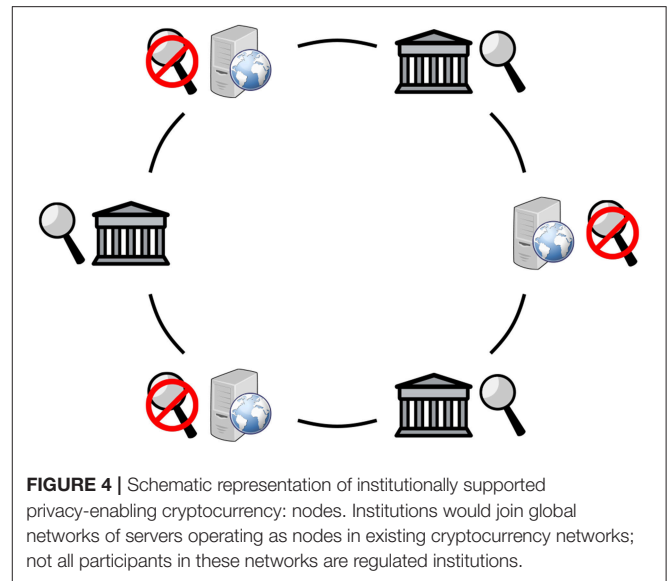 FIGURE 4 | Schematic representation of institutionally supported
privacy-enabling cryptocurrency: nodes. Institutions would join global
networks of servers operating as nodes in existing cryptocurrency networks;
not all participants in these networks are regulated institutions.